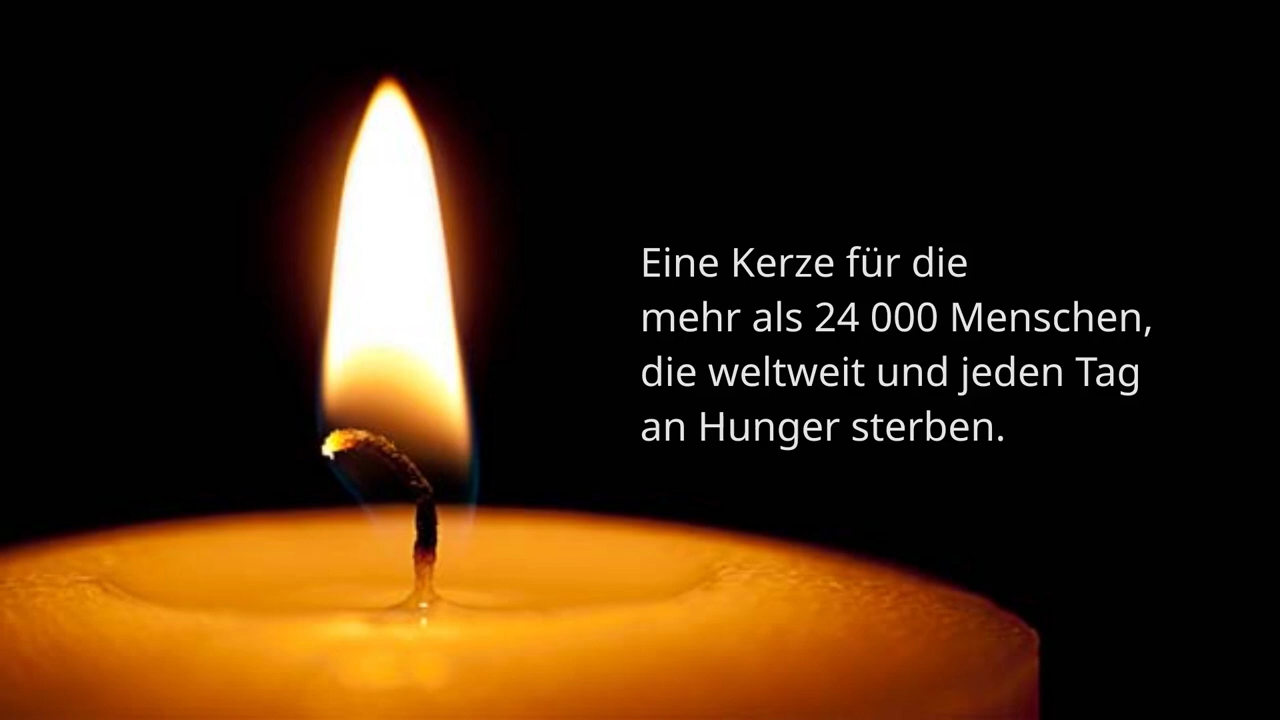 Eine Kerze für die
mehr als 24 000 Menschen,
die weltweit und jeden Tag
an Hunger sterben.